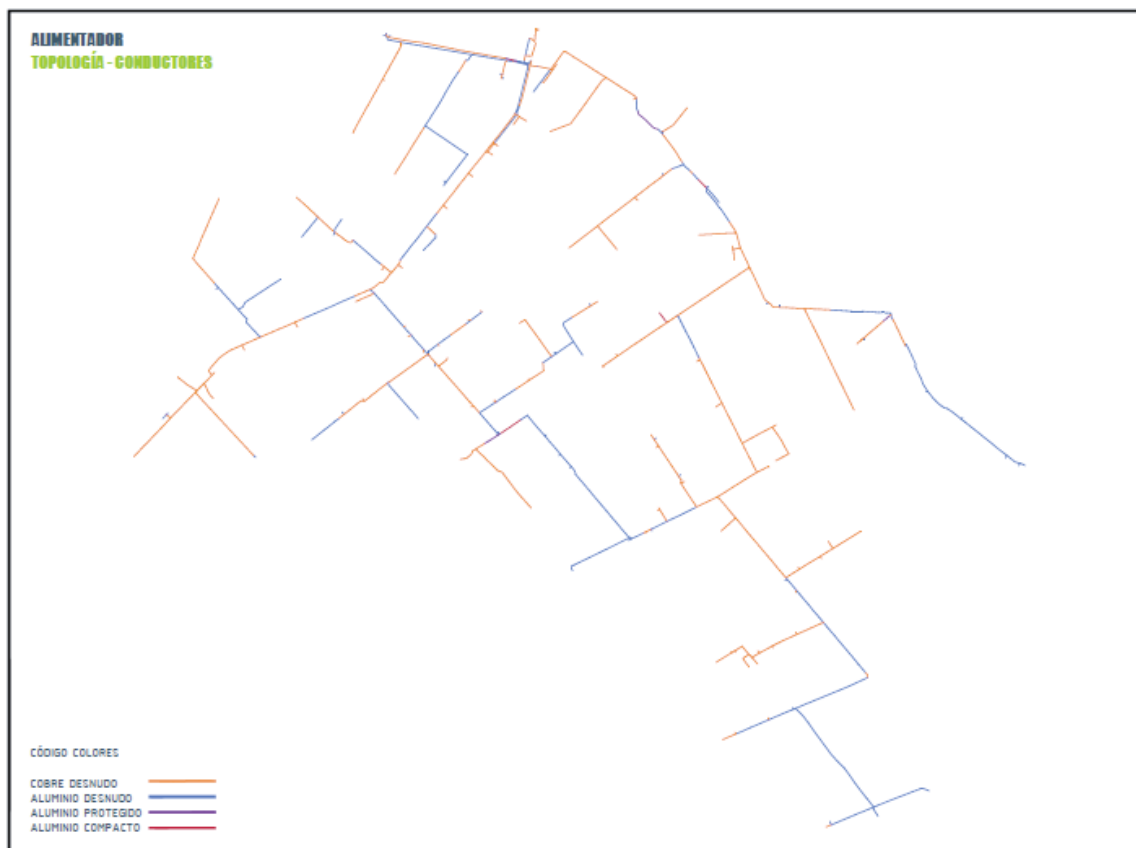 ALIMENTADOR
TOPOLOGÍA - CONDUCTORES
CÓDIGO COLORES
COBRE DESNUDO
ALUMINIO DESNUDO
ALUMINIO PROTEGIDO
ALUMINIO COMPACTO